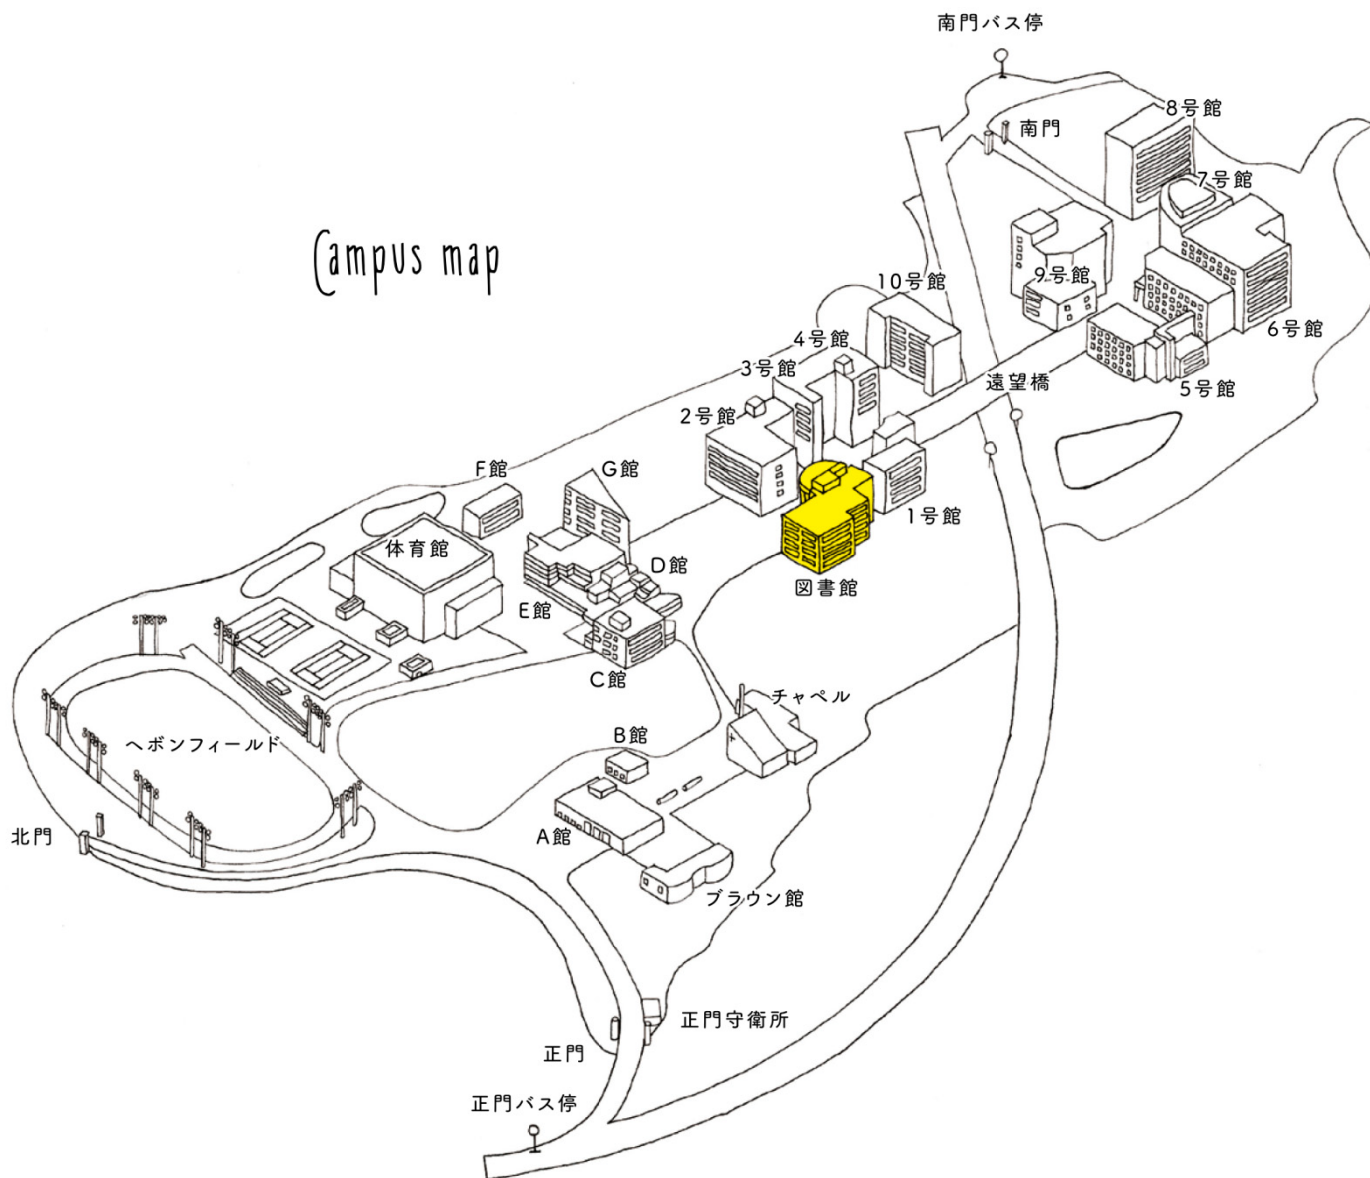 南門バス停
8号館
南門
7号館
Campus map
9号館
10号館
6号館
4号館
3号館
遠望橋
5号館
2号館
F館
G館
1号館
体育館
D館
図書館
E館
C館
チャペル
B館
ヘボンフィールド
北門
A館
ブラウン館
正門守衛所
正門
正門バス停